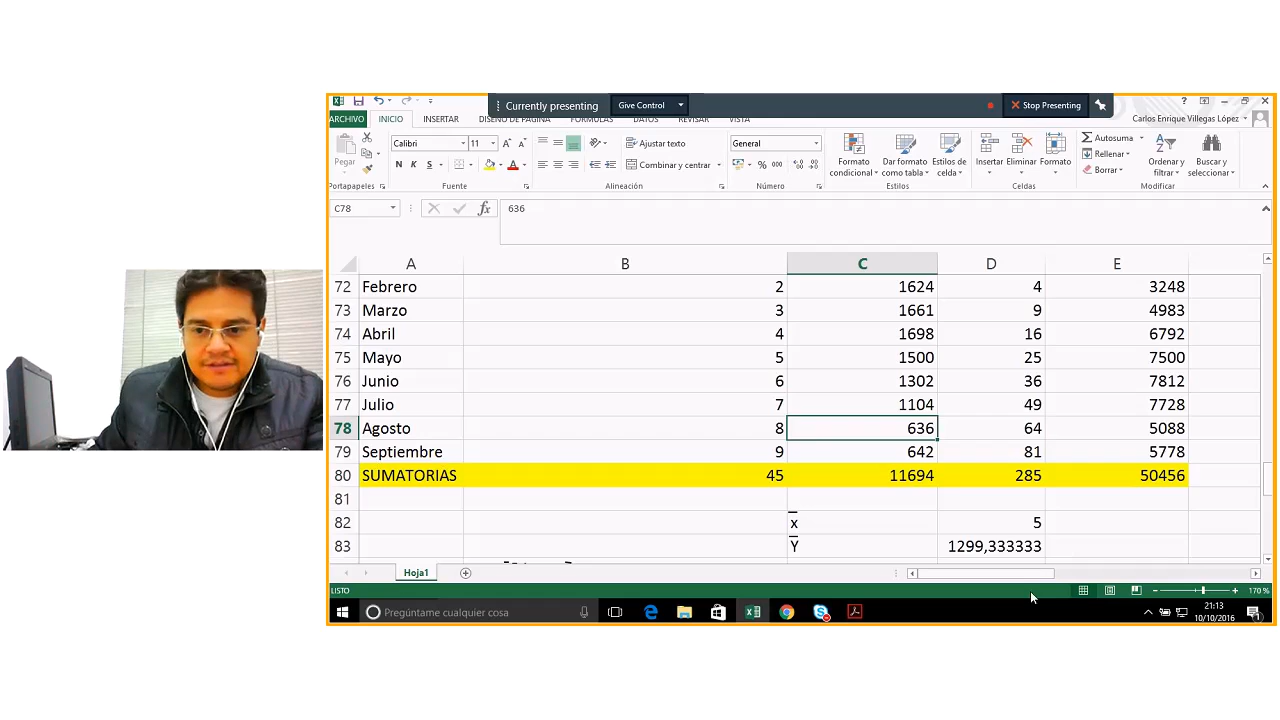 Currently presenting Give Control Stop Presenting
Carlos Enrique Villegas López
ARCHIVO INICIO INSERTAR DISEÑO DE PÁGINA FÓRMULAS DATOS REVISAR VISTA
Pegar
Calibri 11
N K S
Ajustar texto
Combinar y centrar
General
% 000
Formato condicional
Dar formato como tabla
Estilos de celda
Insertar Eliminar Formato
Autosuma
Rellenar
Borrar
Ordenar y filtrar
Buscar y seleccionar
Portapapeles Fuente Alineación Número Estilos Celdas Modificar
C78 fx 636
A B C D E
72 Febrero 2 1624 4 3248
73 Marzo 3 1661 9 4983
74 Abril 4 1698 16 6792
75 Mayo 5 1500 25 7500
76 Junio 6 1302 36 7812
77 Julio 7 1104 49 7728
78 Agosto 8 636 64 5088
79 Septiembre 9 642 81 5778
80 SUMATORIAS 45 11694 285 50456
81
82 x̅ 5
83 Y̅ 1299,333333
Hoja1
LISTO 170 %
Pregúntame cualquier cosa
21:13
10/10/2016